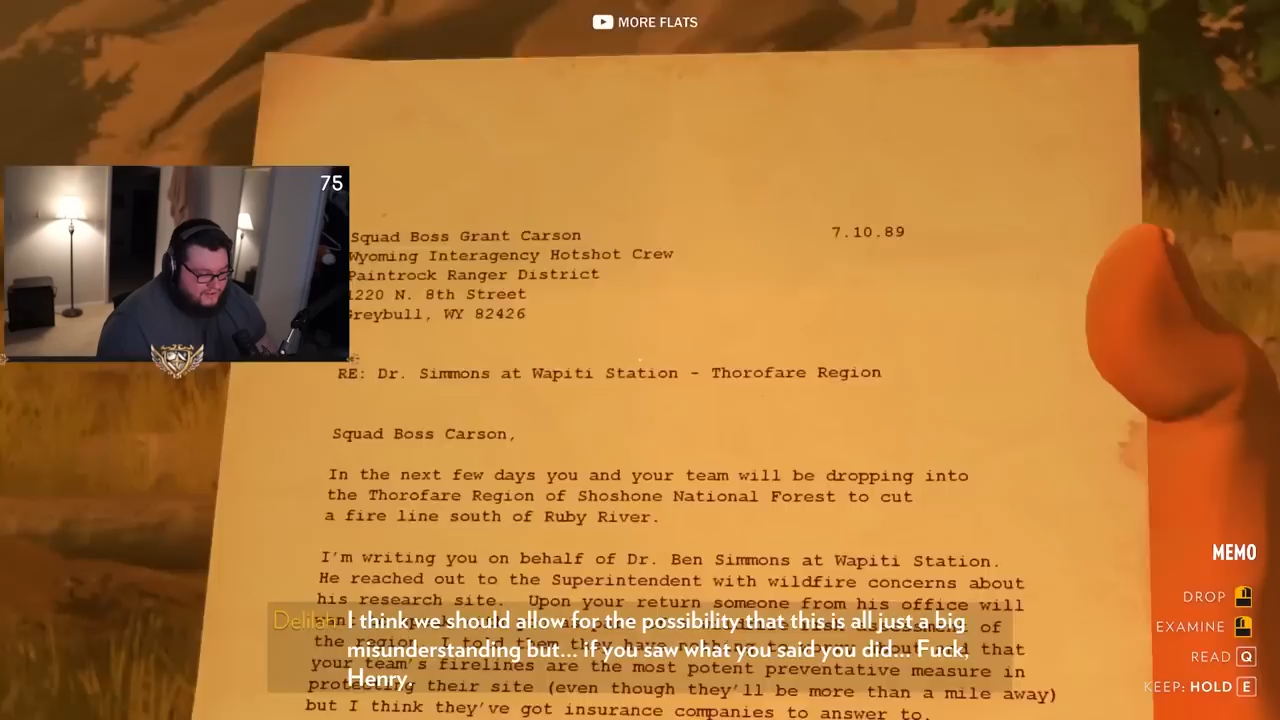 MORE FLATS
75
Squad Boss Grant Carson
7.10.89
Wyoming Interagency Hotshot Crew
Paintrock Ranger District
1220 N. 8th Street
Greybull, WY 82426
RE: Dr. Simmons at Wapiti Station - Thorofare Region
Squad Boss Carson,
In the next few days you and your team will be dropping into
the Thorofare Region of Shoshone National Forest to cut
a fire line south of Ruby River.
I'm writing you on behalf of Dr. Ben Simmons at Wapiti Station.
He reached out to the Superintendent with wildfire concerns about
his research site. Upon your return someone from his office will
of
the region. I told them they have that
your team's firelines are the most potent preventative measure in
protecting their site (even though they'll be more than a mile away)
but I think they've got insurance companies to answer to.
Delilah I think we should allow for the possibility that this is all just a big
misunderstanding but... if you saw what you said you did... Fuck,
Henry,
MEMO
DROP
EXAMINE
READ Q
KEEP: HOLD E